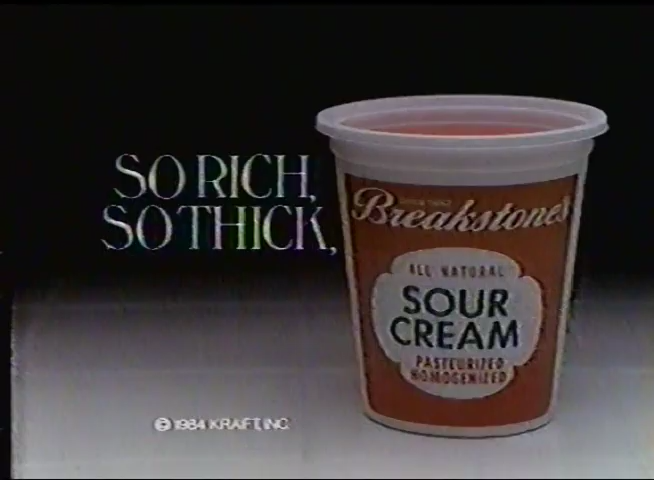 SO RICH,
SO THICK,
Breakstone's
ALL NATURAL
SOUR
CREAM
PASTEURIZED
HOMOGENIZED
© 1984 KRAFT, INC.